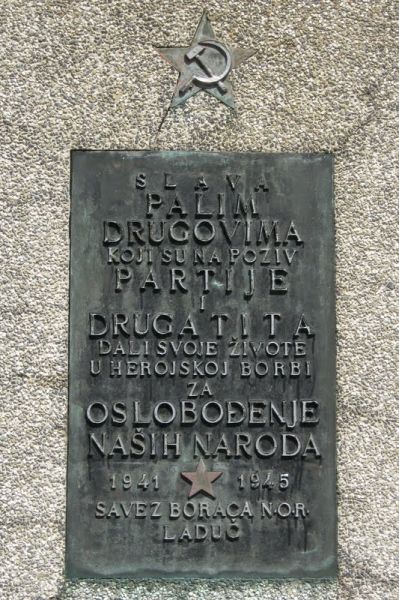 SLAVA
PALIM
DRUGOVIMA
KOJI SU NA POZIV
PARTIJE
I
DRUGA TITA
DALI SVOJE ŽIVOTE
U HEROJSKOJ BORBI
ZA
OSLOBOĐENJE
NAŠIH NARODA
1941 1945
SAVEZ BORACA N·O·R·
LADUČ